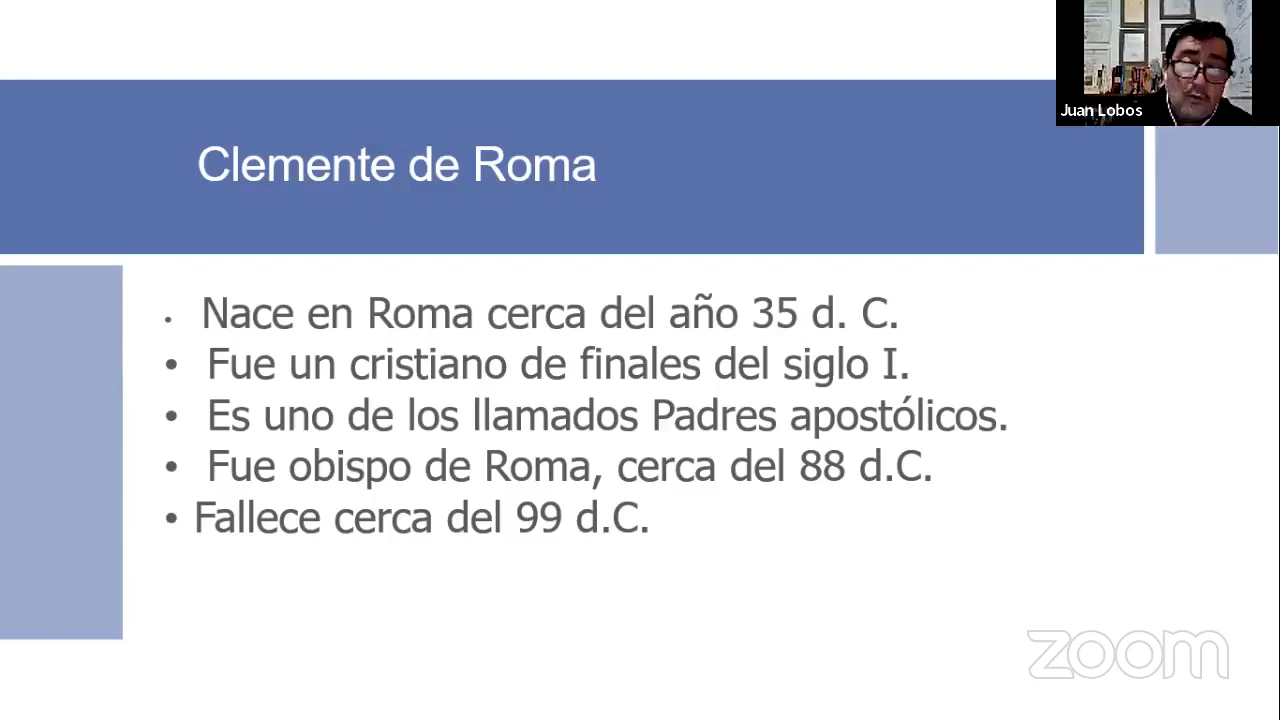 Juan Lobos
Clemente de Roma
• Nace en Roma cerca del año 35 d. C.
• Fue un cristiano de finales del siglo I.
• Es uno de los llamados Padres apostólicos.
• Fue obispo de Roma, cerca del 88 d.C.
• Fallece cerca del 99 d.C.
zoom